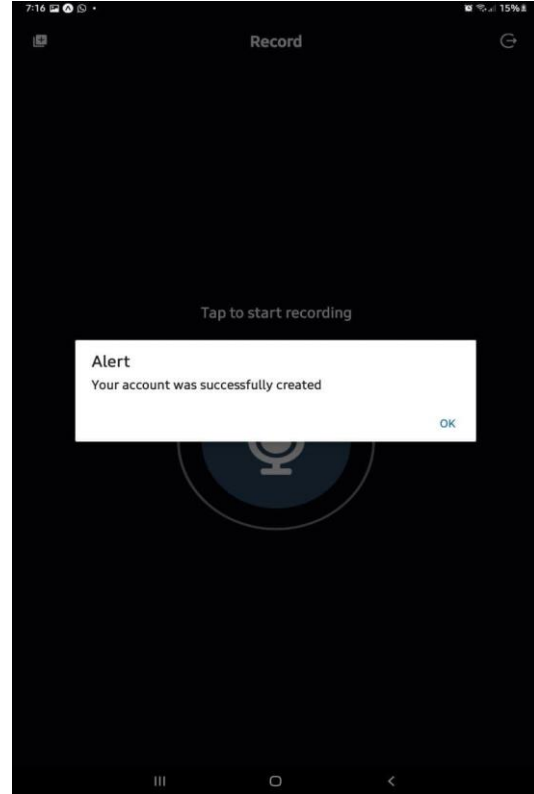 7:16
15%
Record
Tap to start recording
Alert
Your account was successfully created
OK